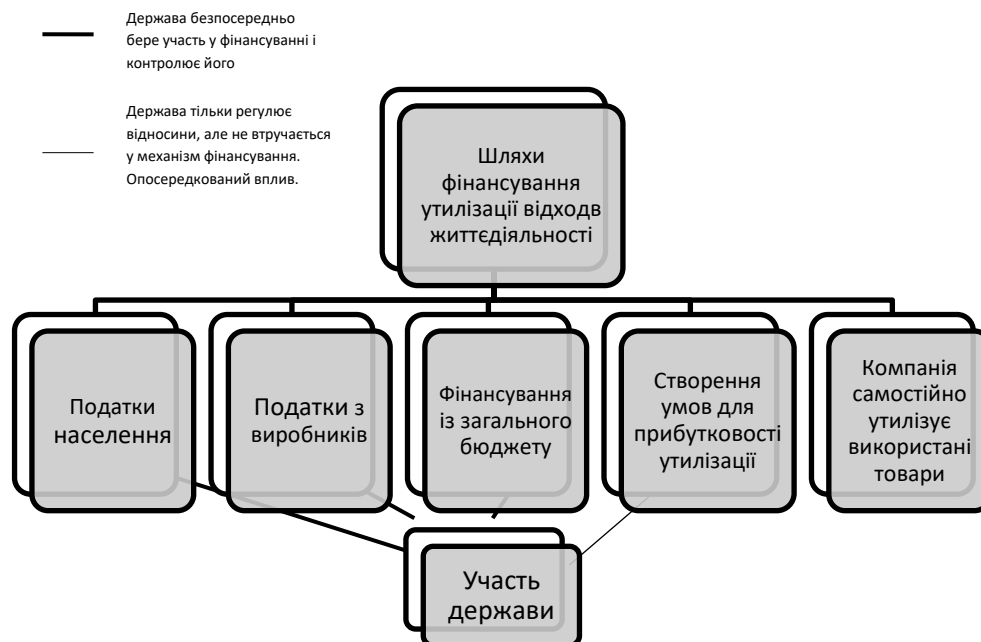 Держава безпосередньо
бере участь у фінансуванні і
контролює його
Держава тільки регулює
відносини, але не втручається
у механізм фінансування.
Опосередкований вплив.
Шляхи
фінансування
утилізації відходв
життєдіяльності
Податки
населення
Податки з
виробників
Фінансування
із загального
бюджету
Створення
умов для
прибутковості
утилізації
Компанія
самостійно
утилізує
використані
товари
Участь
держави